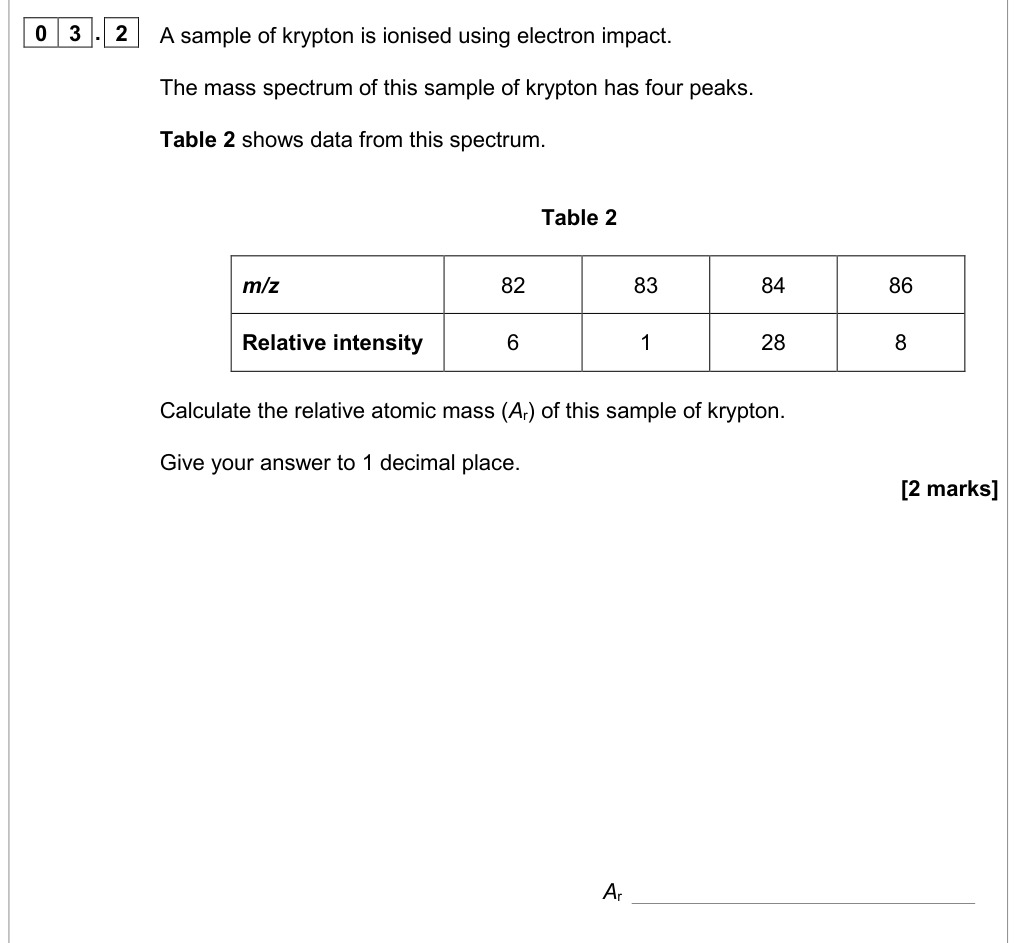 03.2 A sample of krypton is ionised using electron impact.
The mass spectrum of this sample of krypton has four peaks.
Table 2 shows data from this spectrum.
Table 2
m/z 82 83 84 86
Relative intensity 6 1 28 8
Calculate the relative atomic mass (Ar) of this sample of krypton.
Give your answer to 1 decimal place.
[2 marks]
Ar